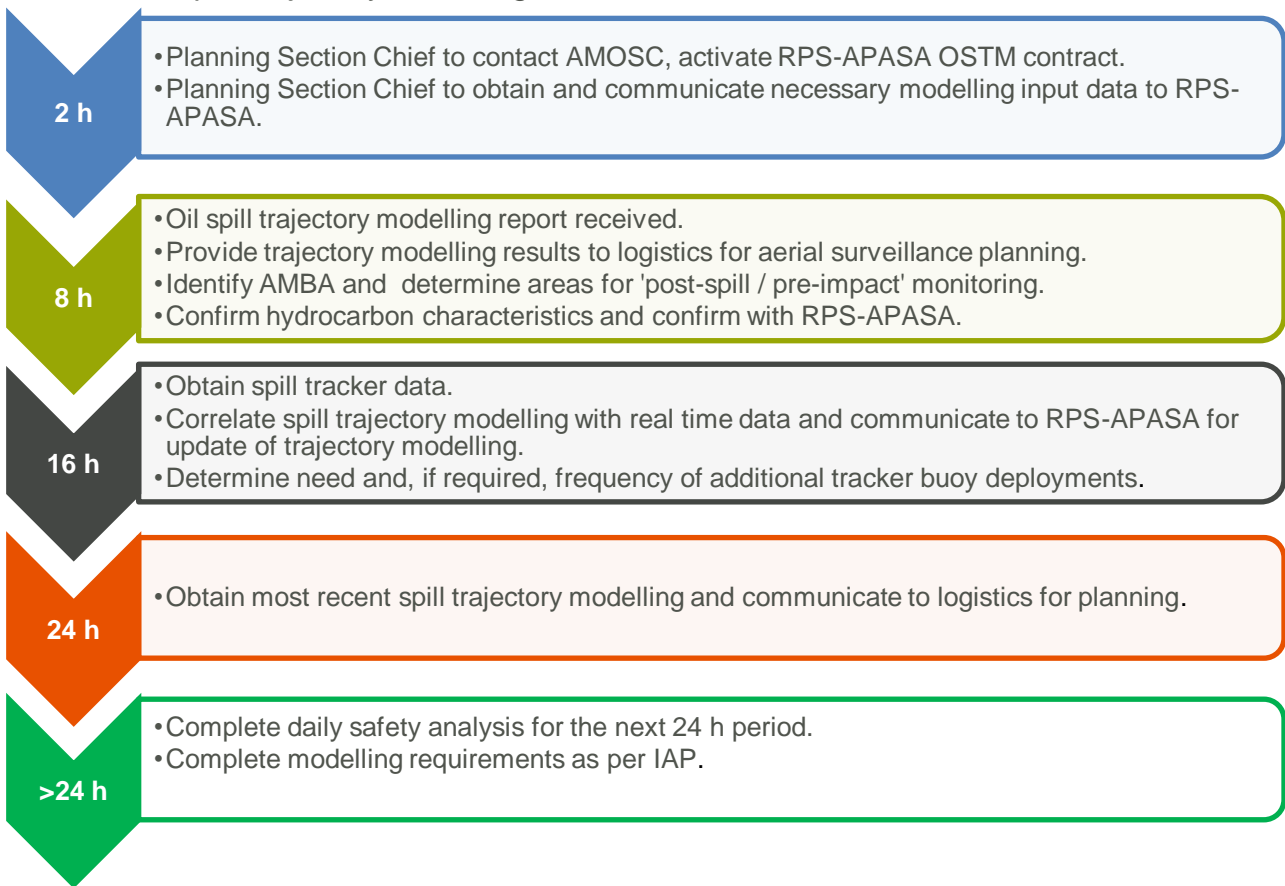 2 h
•Planning Section Chief to contact AMOSC, activate RPS-APASA OSTM contract.
•Planning Section Chief to obtain and communicate necessary modelling input data to RPS-
APASA.
8 h
•Oil spill trajectory modelling report received.
•Provide trajectory modelling results to logistics for aerial surveillance planning.
•Identify AMBA and  determine areas for 'post-spill / pre-impact' monitoring.
•Confirm hydrocarbon characteristics and confirm with RPS-APASA.
16 h
•Obtain spill tracker data.
•Correlate spill trajectory modelling with real time data and communicate to RPS-APASA for
update of trajectory modelling.
•Determine need and, if required, frequency of additional tracker buoy deployments.
24 h
•Obtain most recent spill trajectory modelling and communicate to logistics for planning.
>24 h
•Complete daily safety analysis for the next 24 h period.
•Complete modelling requirements as per IAP.